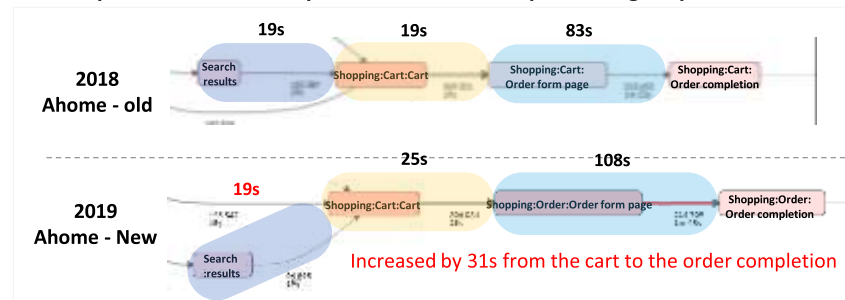 19s
19s
83s
2018
Ahome - old
Search
results
Shopping:Cart:Cart
Shopping:Cart:
Order form page
Shopping:Cart:
Order completion
25s
108s
19s
2019
Ahome - New
Shopping:Cart:Cart
Shopping:Order:Order form page
Shopping:Order:
Order completion
Search
:results
Increased by 31s from the cart to the order completion